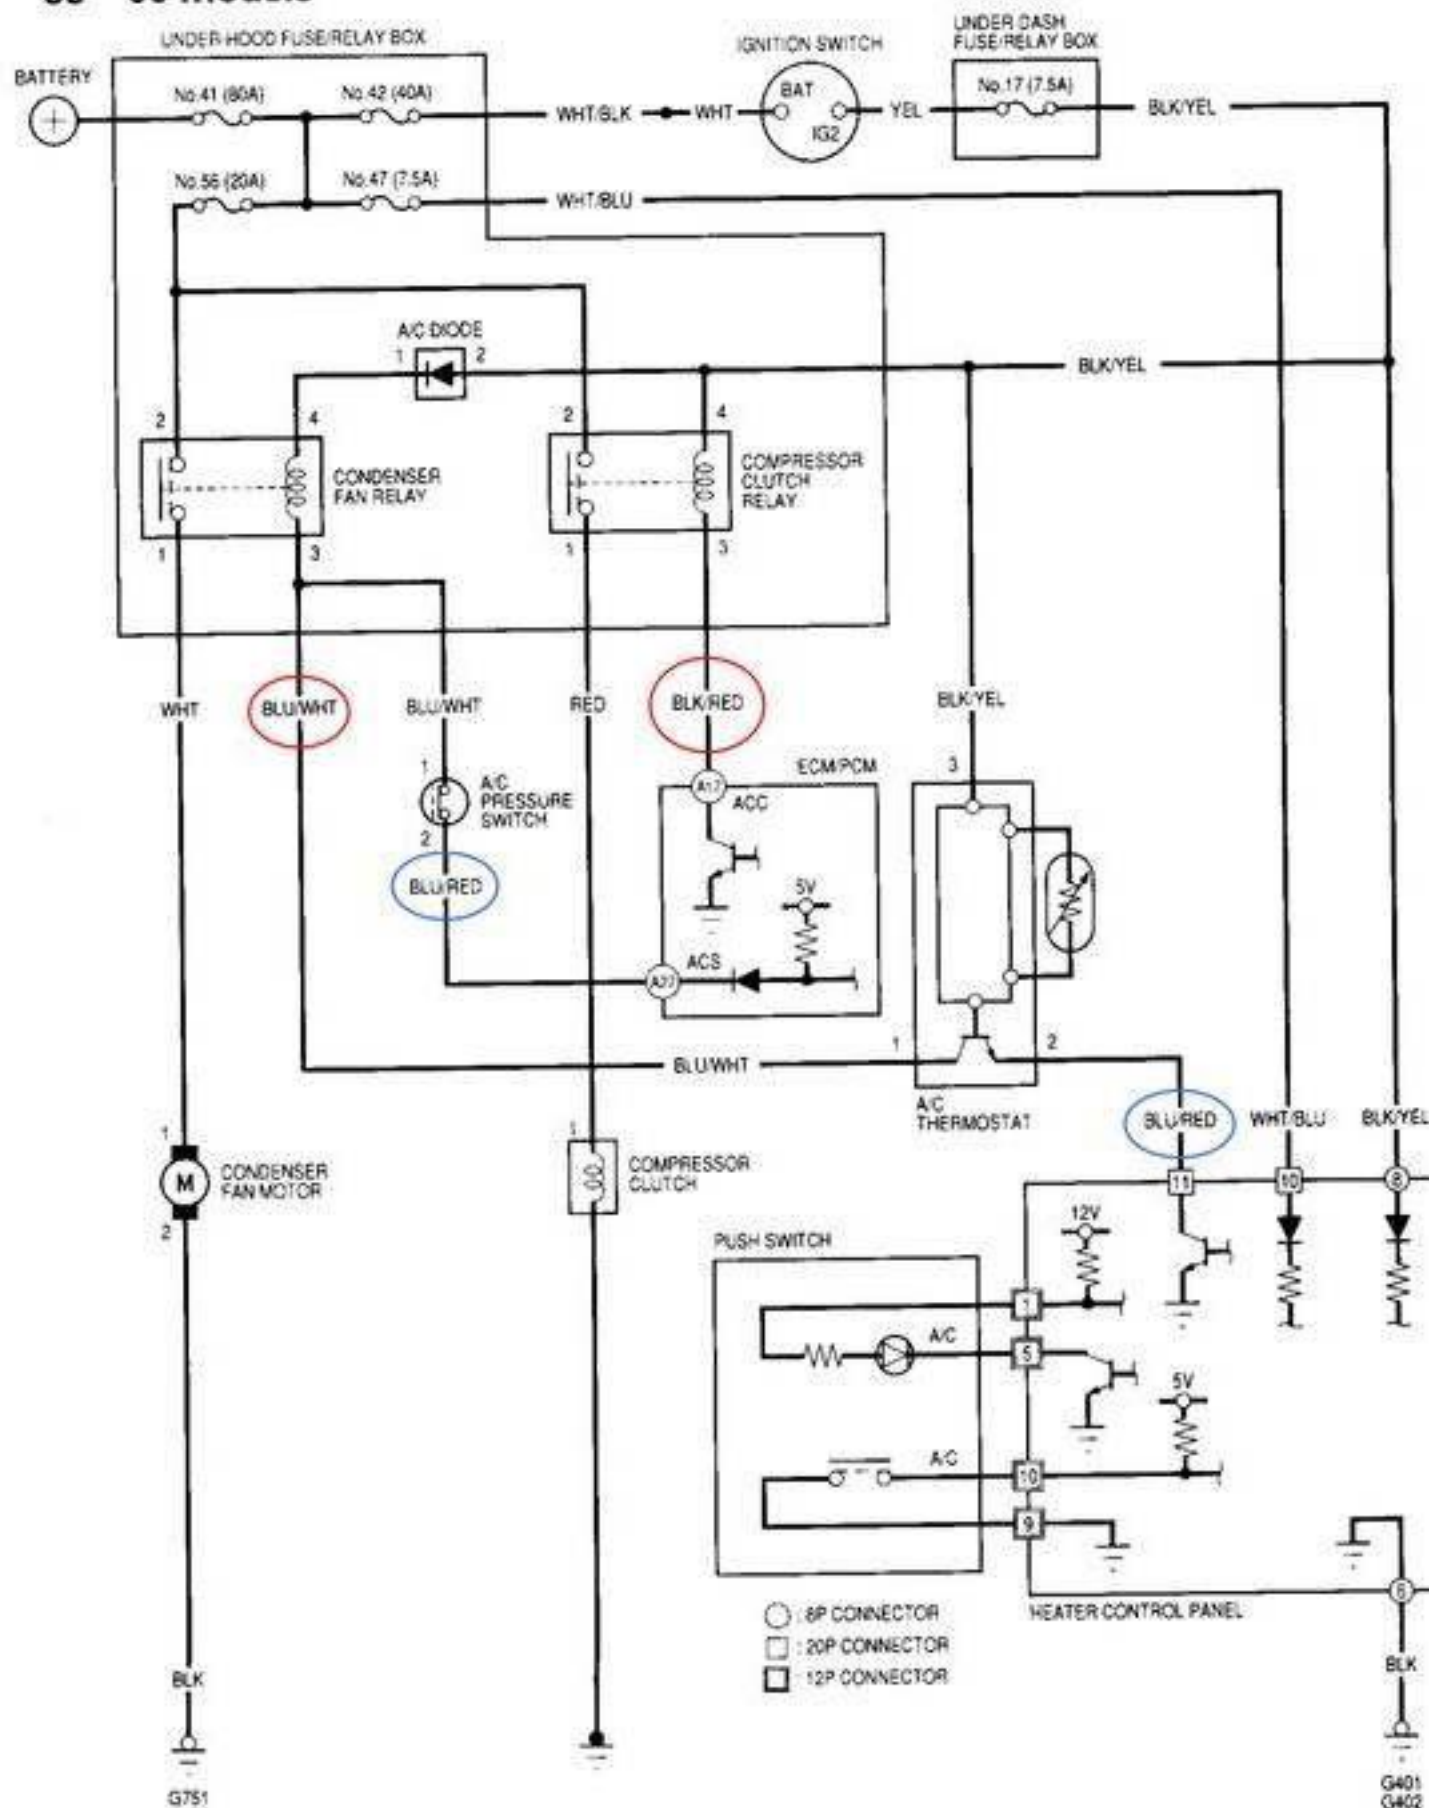 UNDER-HOOD FUSE/RELAY BOX
IGNITION SWITCH
UNDER DASH
FUSE/RELAY BOX
BATTERY
No.41 (80A)
No.42 (40A)
WHT/BLK
WHT
BAT
IG2
YEL
No.17 (7.5A)
BLK/YEL
No.56 (20A)
No.47 (7.5A)
WHT/BLU
A/C DIODE
1
2
BLK/YEL
2
4
CONDENSER
FAN RELAY
1
3
2
4
COMPRESSOR
CLUTCH
RELAY
1
3
WHT
BLU/WHT
BLU/WHT
RED
BLK/RED
BLK/YEL
1
A/C
PRESSURE
SWITCH
2
BLU/RED
ECM/PCM
A17
ACC
5V
ACS
A27
3
1
2
BLU/WHT
A/C
THERMOSTAT
BLU/RED
WHT/BLU
BLK/YEL
1
M
CONDENSER
FAN MOTOR
2
1
COMPRESSOR
CLUTCH
11
10
8
12V
PUSH SWITCH
1
A/C
5
5V
A/C
10
9
6
HEATER CONTROL PANEL
: 8P CONNECTOR
: 20P CONNECTOR
: 12P CONNECTOR
BLK
BLK
G751
G401
G402